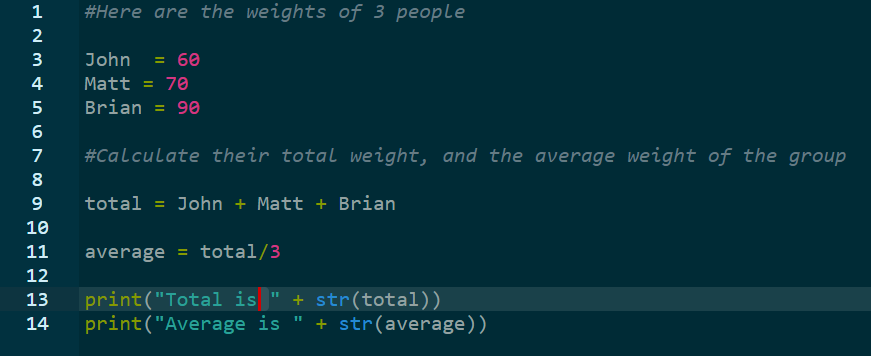 1 #Here are the weights of 3 people
2
3 John  = 60
4 Matt = 70
5 Brian = 90
6
7 #Calculate their total weight, and the average weight of the group
8
9 total = John + Matt + Brian
10
11 average = total/3
12
13 print("Total is " + str(total))
14 print("Average is " + str(average))